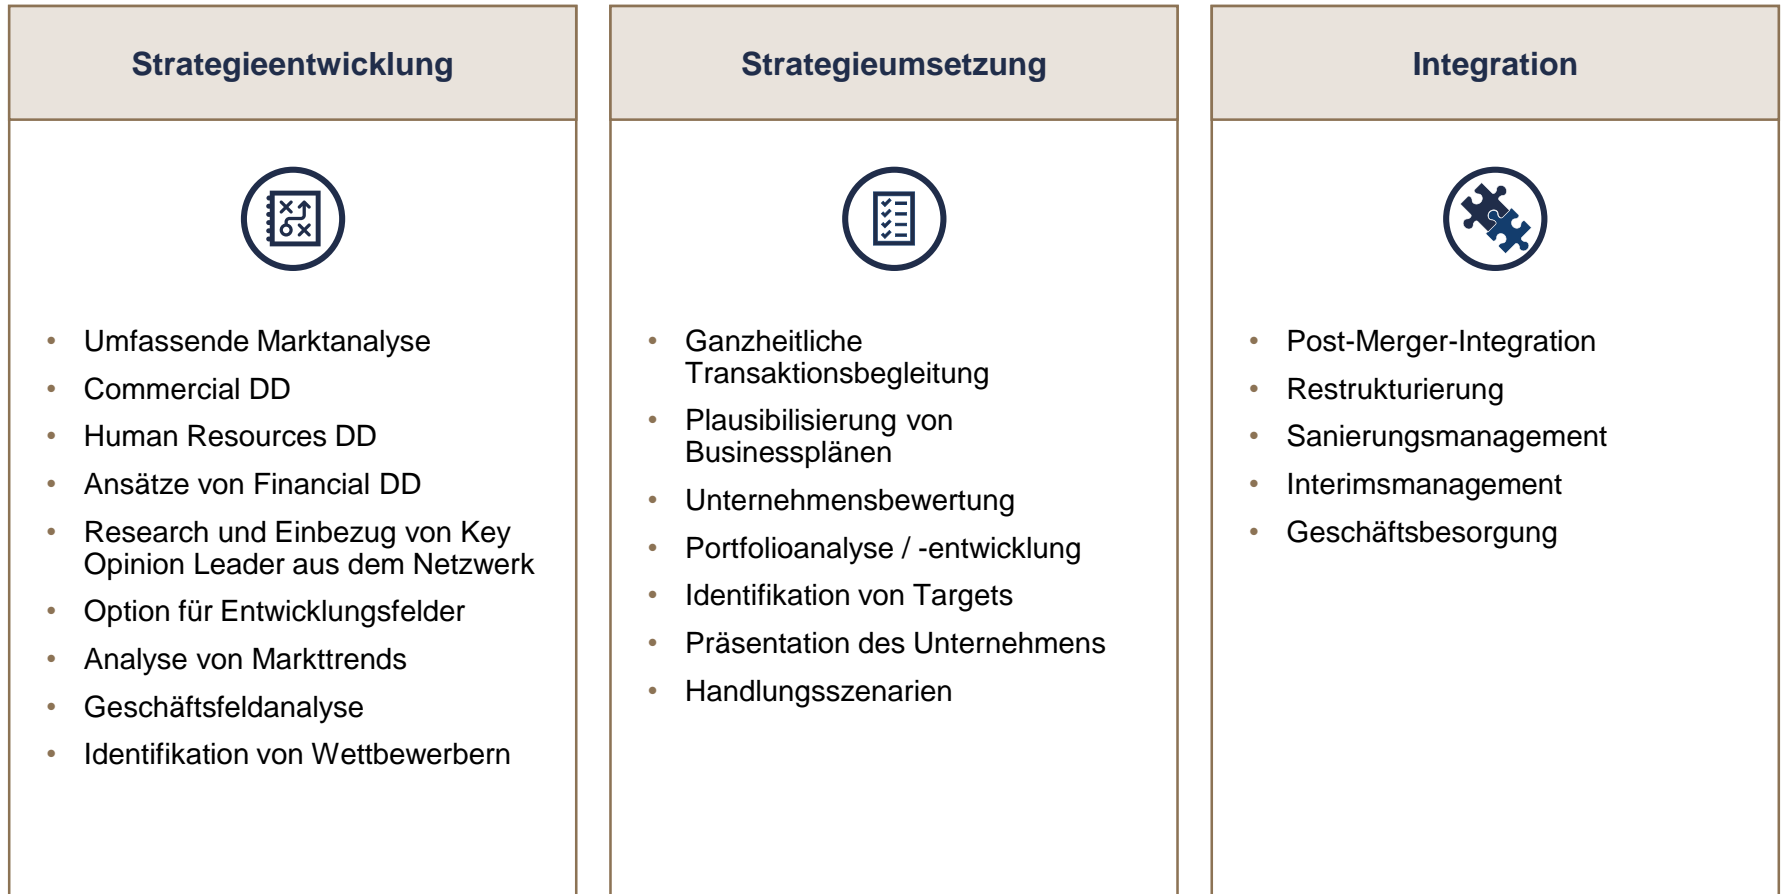 Strategieentwicklung
• Umfassende Marktanalyse
• Commercial DD
• Human Resources DD
• Ansätze von Financial DD
• Research und Einbezug von Key
Opinion Leader aus dem Netzwerk
• Option für Entwicklungsfelder
• Analyse von Markttrends
• Geschäftsfeldanalyse
• Identifikation von Wettbewerbern
Strategieumsetzung
• Ganzheitliche
Transaktionsbegleitung
• Plausibilisierung von
Businessplänen
• Unternehmensbewertung
• Portfolioanalyse / -entwicklung
• Identifikation von Targets
• Präsentation des Unternehmens
• Handlungsszenarien
Integration
• Post-Merger-Integration
• Restrukturierung
• Sanierungsmanagement
• Interimsmanagement
• Geschäftsbesorgung